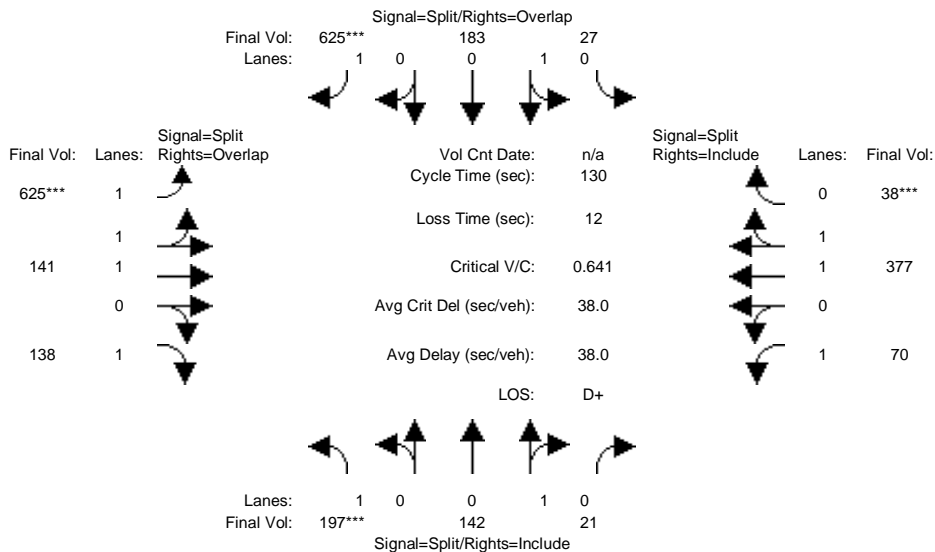 Signal=Split/Rights=Overlap
Final Vol: 625*** 183 27
Lanes: 1 0 0 1 0
Signal=Split Signal=Split
Final Vol: Lanes: Rights=Overlap Vol Cnt Date: n/a Rights=Include Lanes: Final Vol:
Cycle Time (sec): 130
625*** 1 0 38***
Loss Time (sec): 12
1 1
141 1 Critical V/C: 0.641 1 377
0 Avg Crit Del (sec/veh): 38.0 0
138 1 Avg Delay (sec/veh): 38.0 1 70
LOS: D+
Lanes: 1 0 0 1 0
Final Vol: 197*** 142 21
Signal=Split/Rights=Include